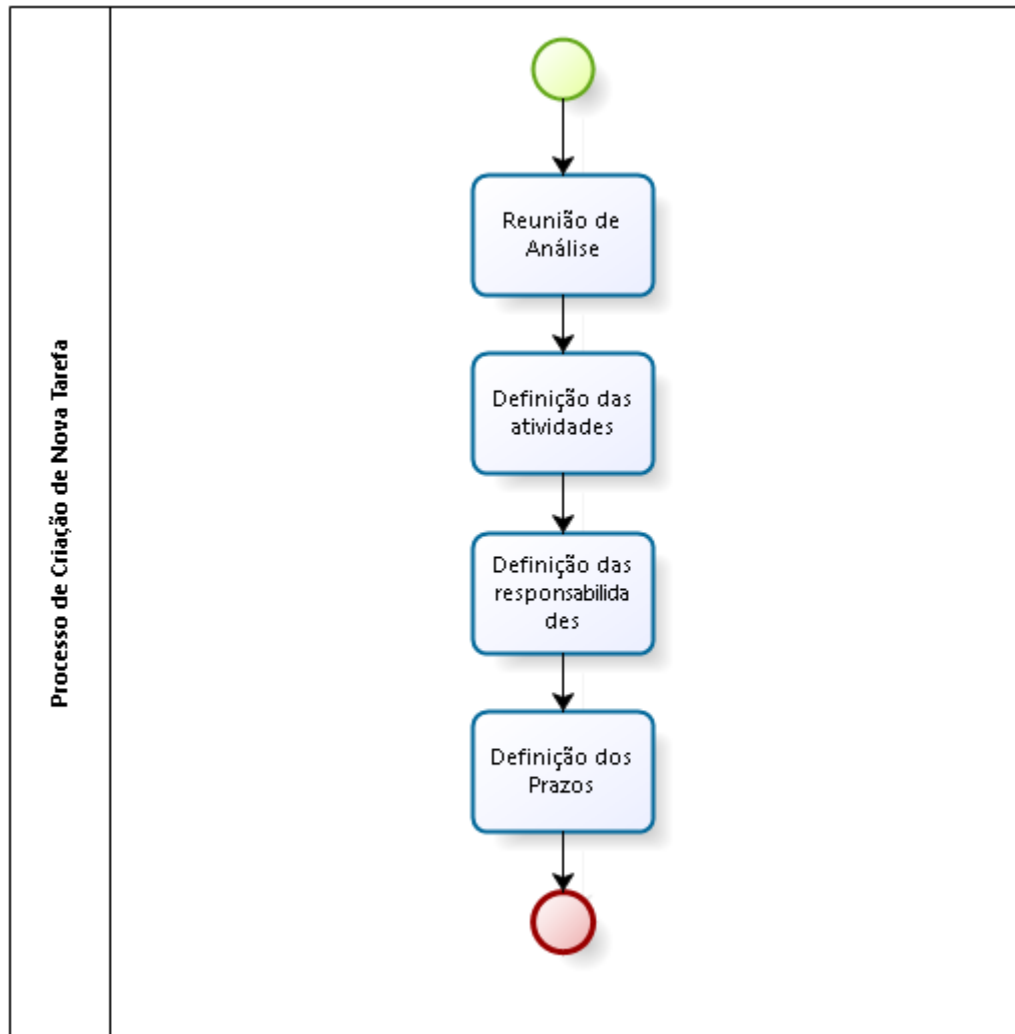 Processo de Criação de Nova Tarefa
Reunião de
Análise
Definição das
atividades
Definição das
responsabilida
des
Definição dos
Prazos